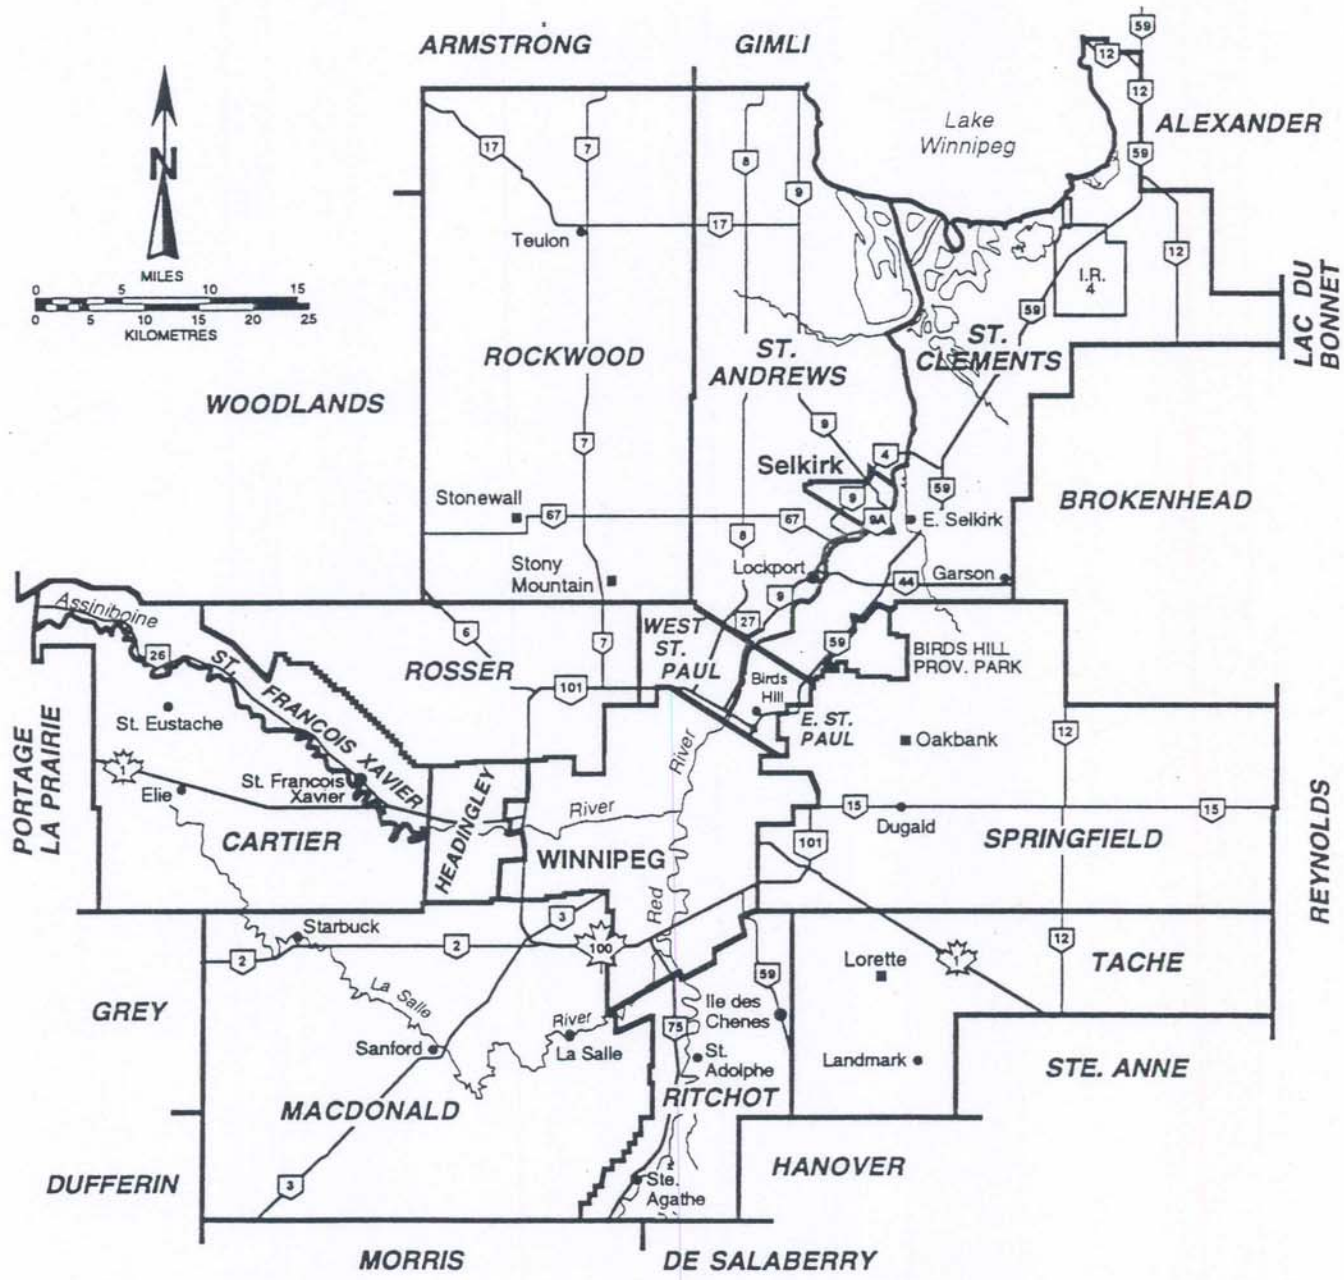 59
ARMSTRONG
GIMLI
12
12
ALEXANDER
Lake
Winnipeg
N
17
7
8
59
9
MILES
0 5 10 15
0 5 10 15 20 25
KILOMETRES
Teulon
17
12
I.R.
4
59
LAC DU
BONNET
ROCKWOOD
ST.
ANDREWS
ST.
CLEMENTS
WOODLANDS
9
7
4
Selkirk
59
BROKENHEAD
Stonewall
67
67
9
9A
E. Selkirk
8
Stony
Mountain
Lockport
44
Garson
9
Assiniboine
26
6
7
WEST
ST.
PAUL
27
59
BIRDS HILL
PROV. PARK
ROSSER
101
Birds
Hill
ST.
FRANCOIS XAVIER
St. Eustache
E. ST.
PAUL
12
Oakbank
PORTAGE
LA PRAIRIE
1
Elie
St. Francois
Xavier
HEADINGLEY
River
River
15
15
Dugald
REYNOLDS
CARTIER
WINNIPEG
101
SPRINGFIELD
Red
Starbuck
3
2
2
100
12
1
TACHE
Lorette
59
La Salle
GREY
Ile des
Chenes
River
75
Sanford
La Salle
St.
Adolphe
Landmark
STE. ANNE
MACDONALD
RITCHOT
HANOVER
DUFFERIN
3
Ste.
Agathe
MORRIS
DE SALABERRY